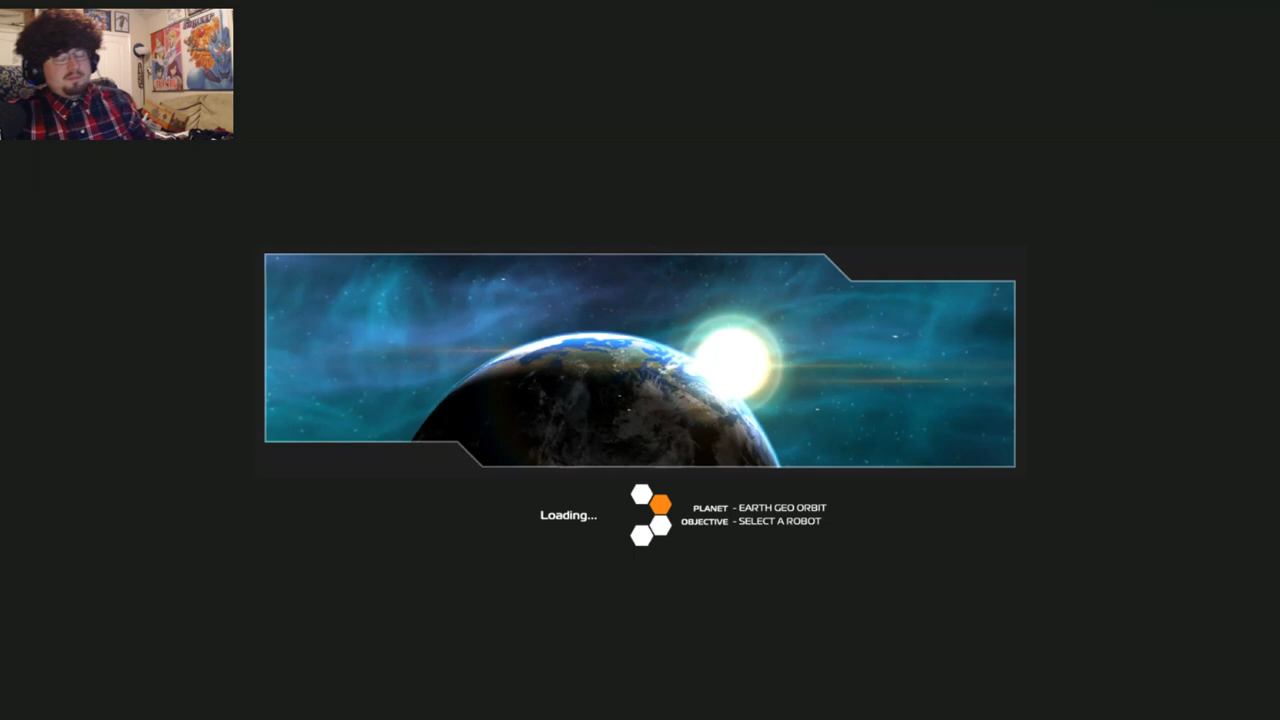 Loading...
PLANET - EARTH GEO ORBIT
OBJECTIVE - SELECT A ROBOT